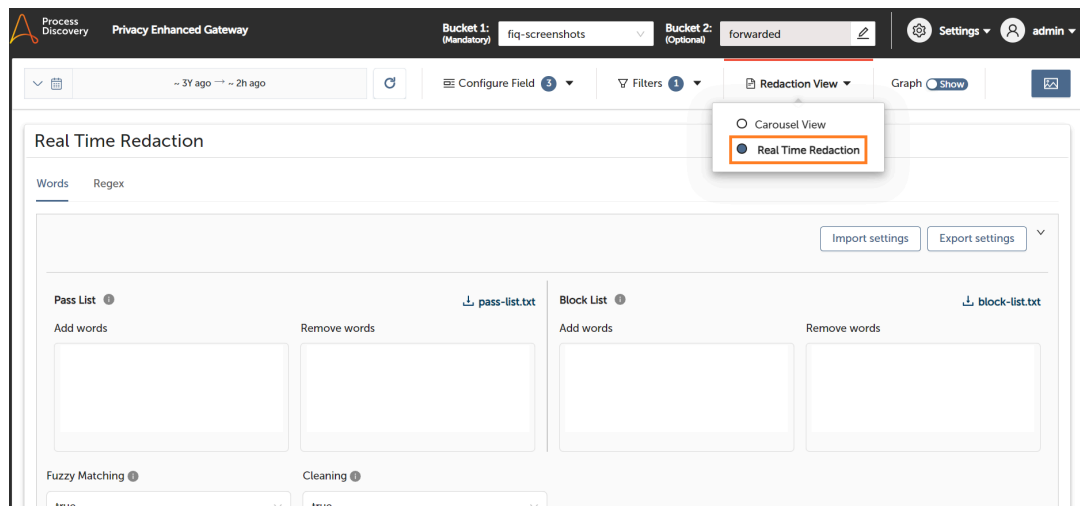 Process Discovery Privacy Enhanced Gateway Bucket 1: (Mandatory) fiq-screenshots Bucket 2: (Optional) forwarded Settings admin
~ 3Y ago → ~ 2h ago Configure Field 3 Filters 1 Redaction View Graph Show
Carousel View
Real Time Redaction
Real Time Redaction
Words Regex
Import settings Export settings
Pass List pass-list.txt Block List block-list.txt
Add words Remove words Add words Remove words
Fuzzy Matching Cleaning
true true